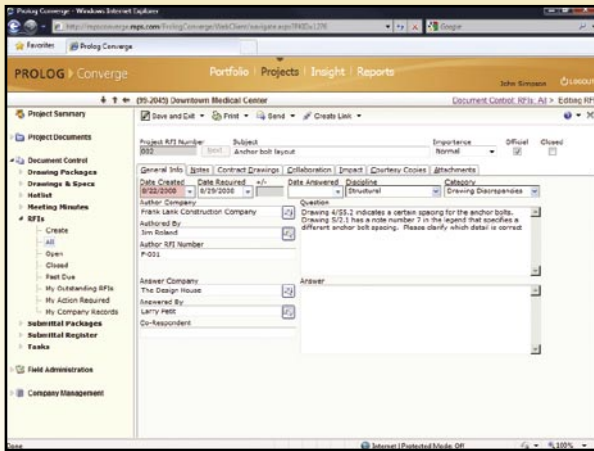 Prolog Converge - Windows Internet Explorer
Google
Favorites Prolog Converge
PROLOG Converge
Portfolio Projects Insight Reports
John Simpson LOGOUT
(99-2045) Downtown Medical Center
Document Control: RFIs: All > Editing RFI
Project Summary
Project Documents
Document Control
Drawing Packages
Drawings & Specs
Hotlist
Meeting Minutes
RFIs
Create
All
Open
Closed
Past Due
My Outstanding RFIs
My Action Required
My Company Records
Submittal Packages
Submittal Register
Tasks
Field Administration
Company Management
Save and Exit Print Send Create Link
Project RFI Number Subject Importance Official Closed
002 Next Anchor bolt layout Normal
General Info Notes Contract Drawings Collaboration Impact Courtesy Copies Attachments
Date Created Date Required +/- Date Answered Discipline Category
8/22/2008 8/29/2008 Structural Drawing Discrepancies
Author Company
Frank Lank Construction Company
Authored By
Jim Roland
Author RFI Number
F-031
Question
Drawing 4/S5.2 indicates a certain spacing for the anchor bolts.
Drawing 5/2.1 has a note number 7 in the legend that specifies a
different anchor bolt spacing. Please clarify which detail is correct
Answer Company
The Design House
Answered By
Larry Petit
Co-Respondent
Answer
Done
Internet | Protected Mode: Off
100%